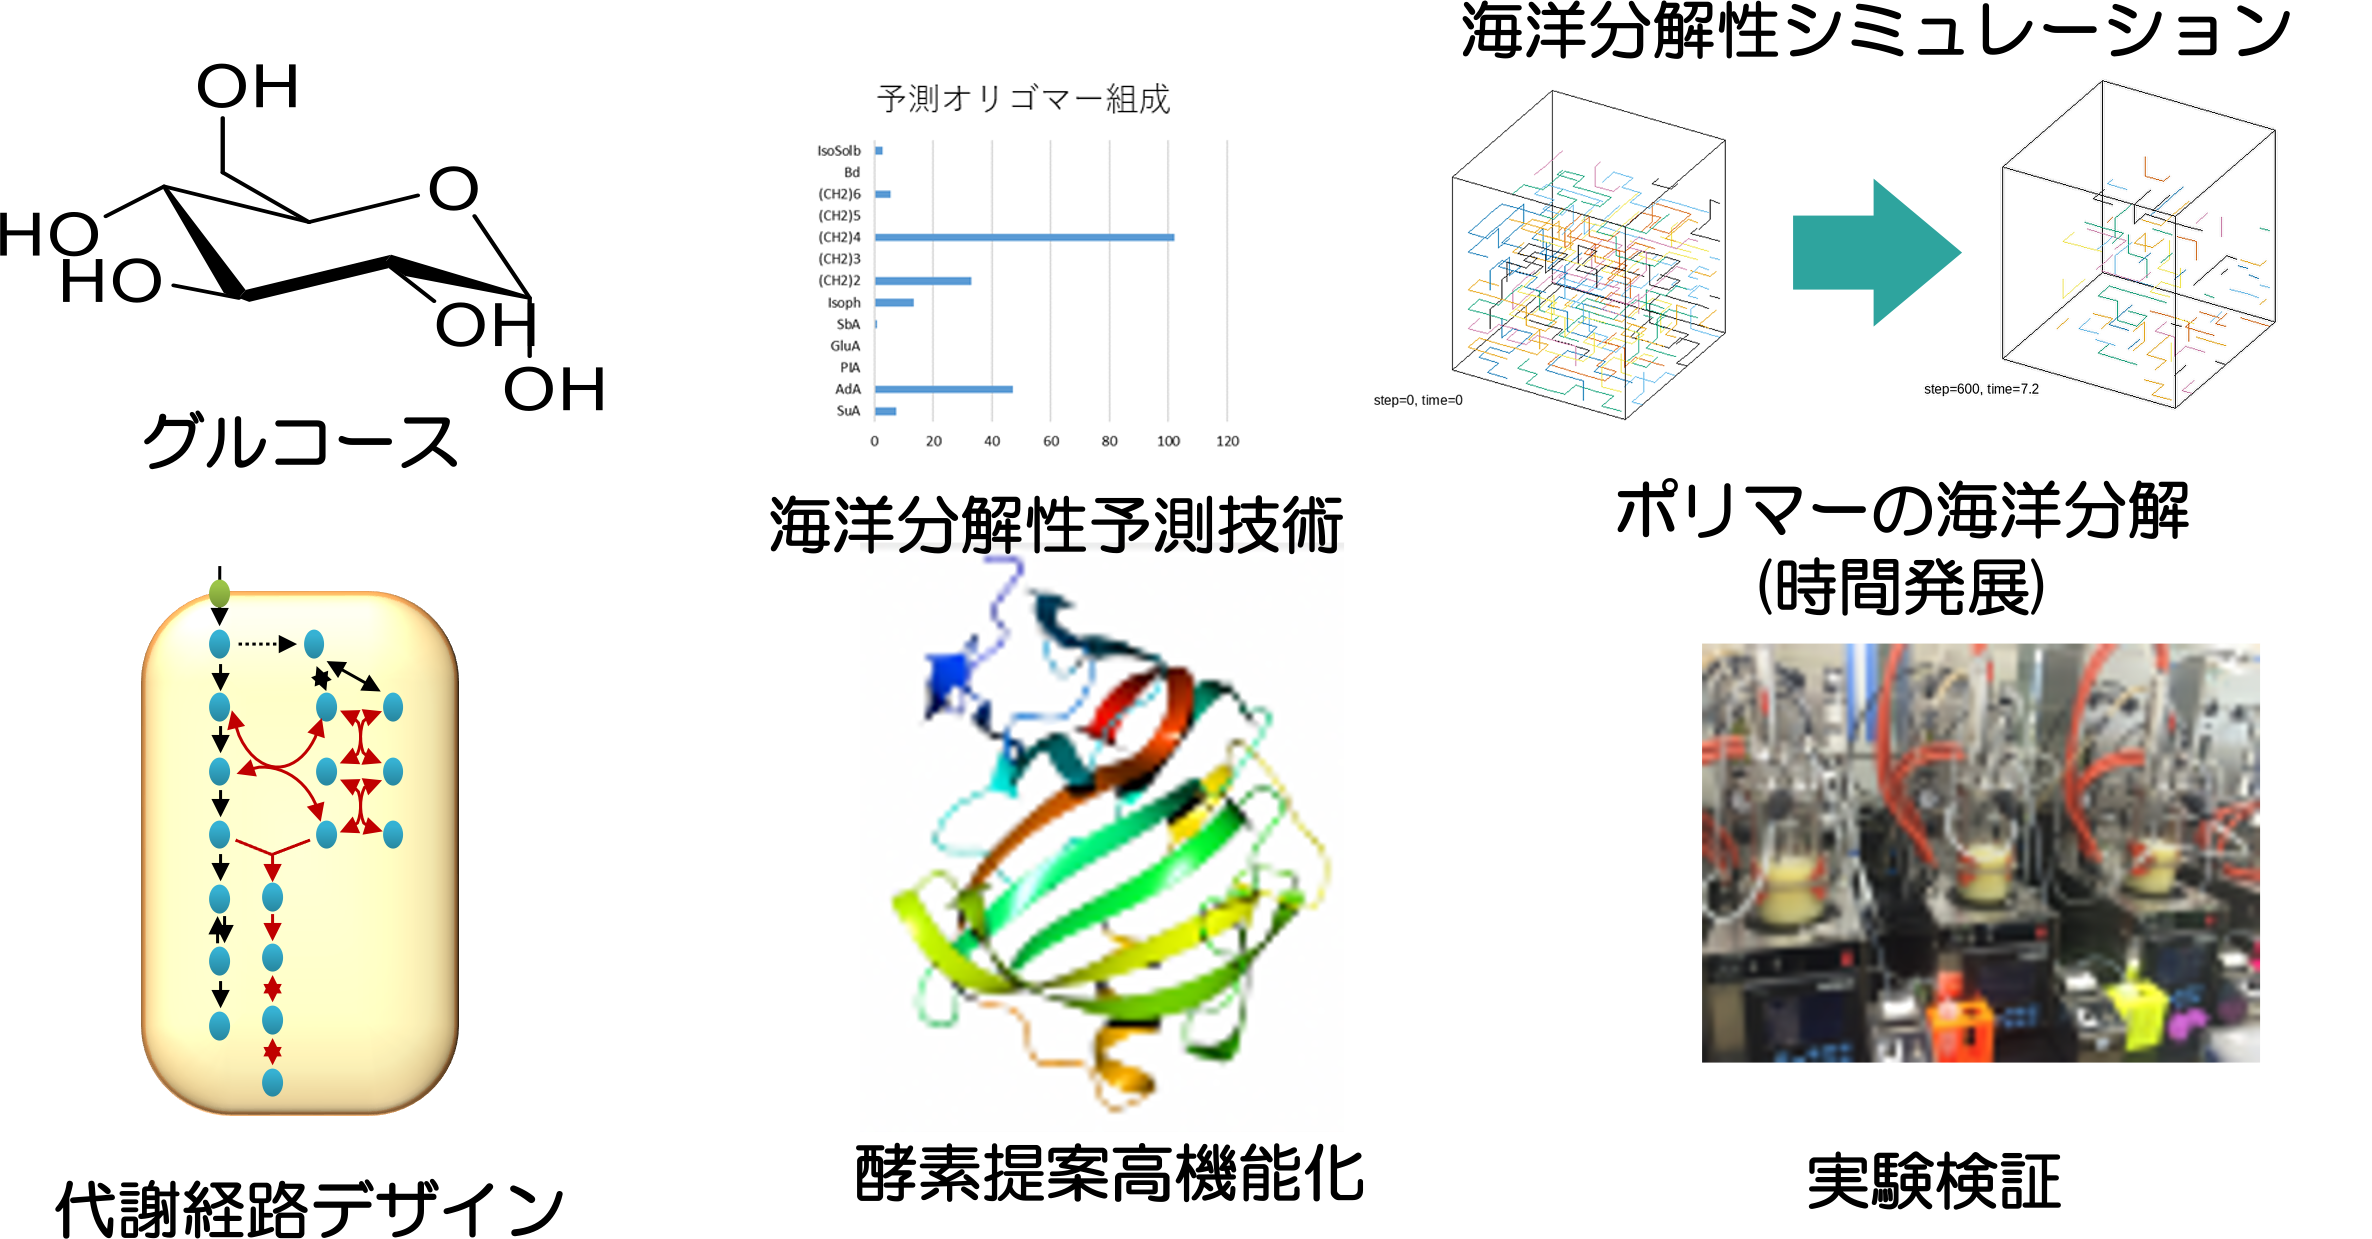 OH
O
HO
HO
OH
OH
グルコース
予測オリゴマー組成
IsoSolb
Bd
(CH2)6
(CH2)5
(CH2)4
(CH2)3
(CH2)2
Isoph
SbA
GluA
PIA
AdA
SuA
0 20 40 60 80 100 120
海洋分解性予測技術
海洋分解性シミュレーション
step=0, time=0
step=600, time=7.2
ポリマーの海洋分解
(時間発展)
代謝経路デザイン
酵素提案高機能化
実験検証